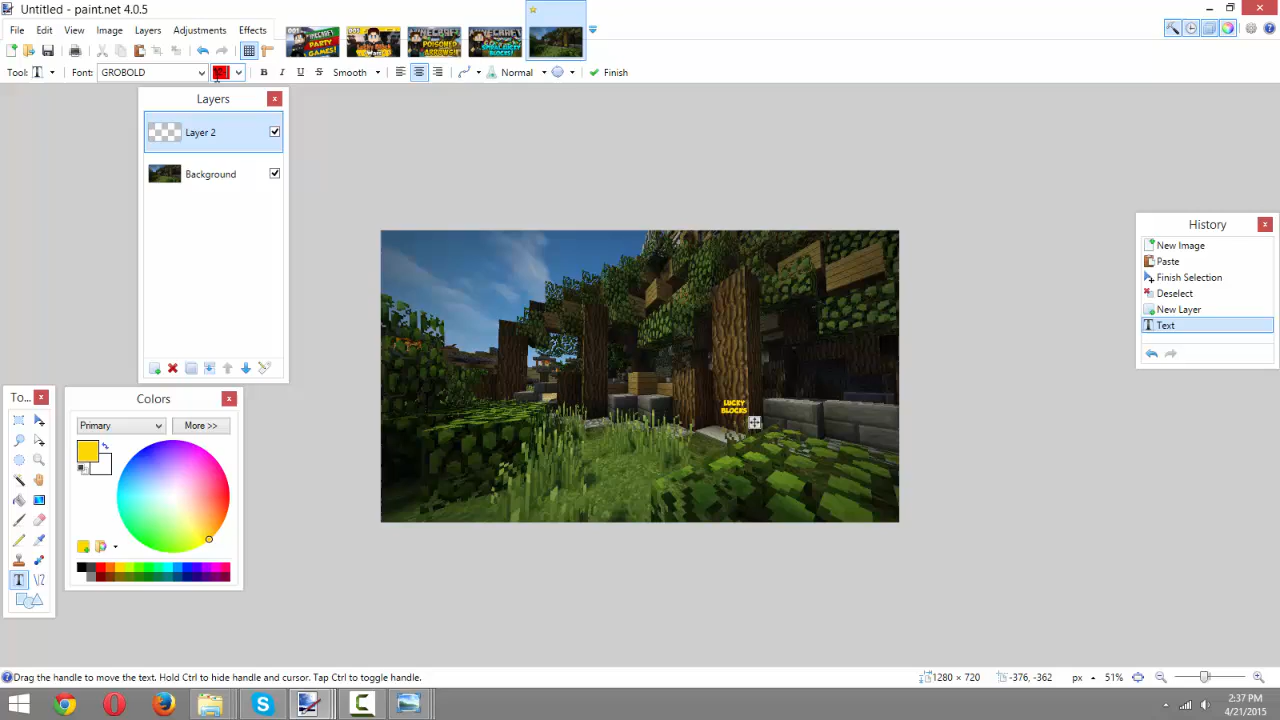 Untitled - paint.net 4.0.5
File Edit View Image Layers Adjustments Effects
Tool: T Font: GROBOLD B I U S Smooth Normal Finish
Layers
Layer 2
Background
History
New Image
Paste
Finish Selection
Deselect
New Layer
Text
LUCKY
BLOCKS
To...
Colors
Primary More >>
Drag the handle to move the text. Hold Ctrl to hide handle and cursor. Tap Ctrl to toggle handle. 1280 × 720 -376, -362 px 51%
2:37 PM
4/21/2015